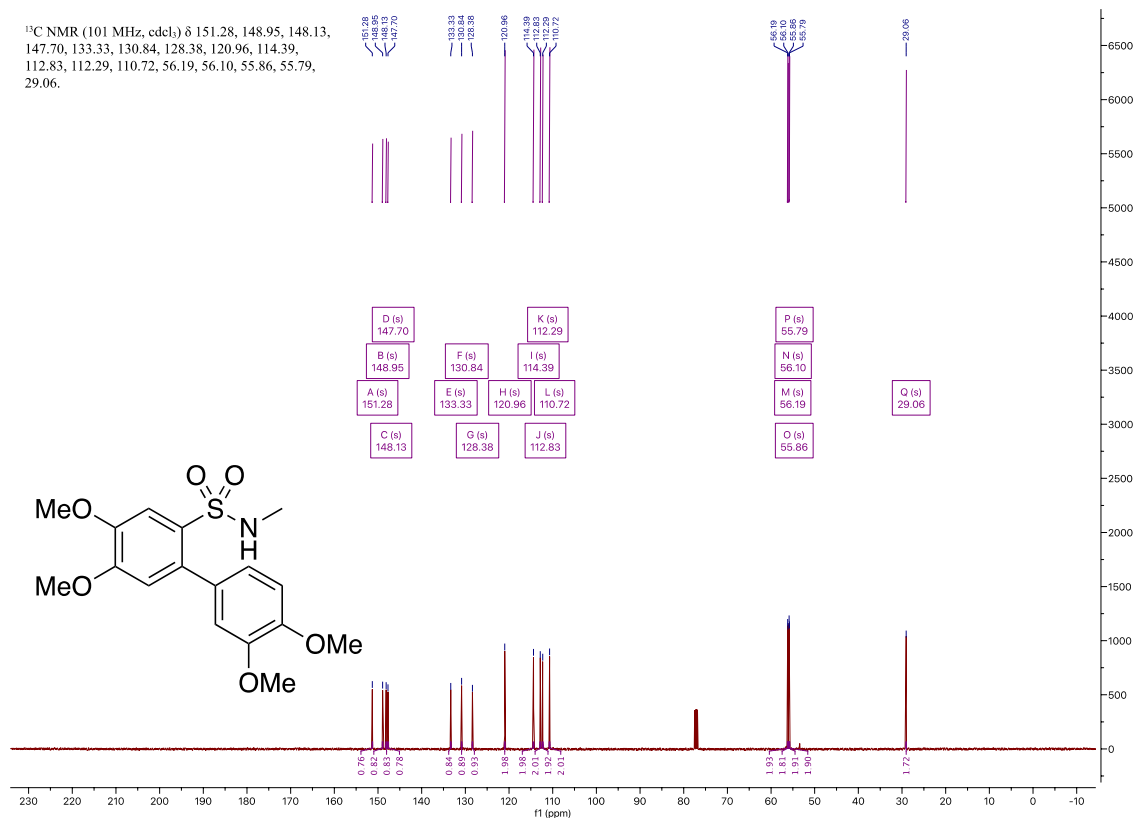 ¹³C NMR (101 MHz, cdcl₃) δ 151.28, 148.95, 148.13,
147.70, 133.33, 130.84, 128.38, 120.96, 114.39,
112.83, 112.29, 110.72, 56.19, 56.10, 55.86, 55.79,
29.06.
151.28
148.95
148.13
147.70
133.33
130.84
128.38
120.96
114.39
112.83
112.29
110.72
56.19
56.10
55.86
55.79
29.06
6500
6000
5500
5000
4500
4000
3500
3000
2500
2000
1500
1000
500
0
D (s)
147.70
K (s)
112.29
P (s)
55.79
B (s)
148.95
F (s)
130.84
I (s)
114.39
N (s)
56.10
A (s)
151.28
E (s)
133.33
H (s)
120.96
L (s)
110.72
M (s)
56.19
Q (s)
29.06
C (s)
148.13
G (s)
128.38
J (s)
112.83
O (s)
55.86
O O
MeO S
N
H
MeO
OMe
OMe
0.76
0.82
0.83
0.78
0.84
0.89
0.93
1.98
1.98
2.01
1.92
2.01
1.93
1.81
1.91
1.90
1.72
230 220 210 200 190 180 170 160 150 140 130 120 110 100 90 80 70 60 50 40 30 20 10 0 -10
f1 (ppm)